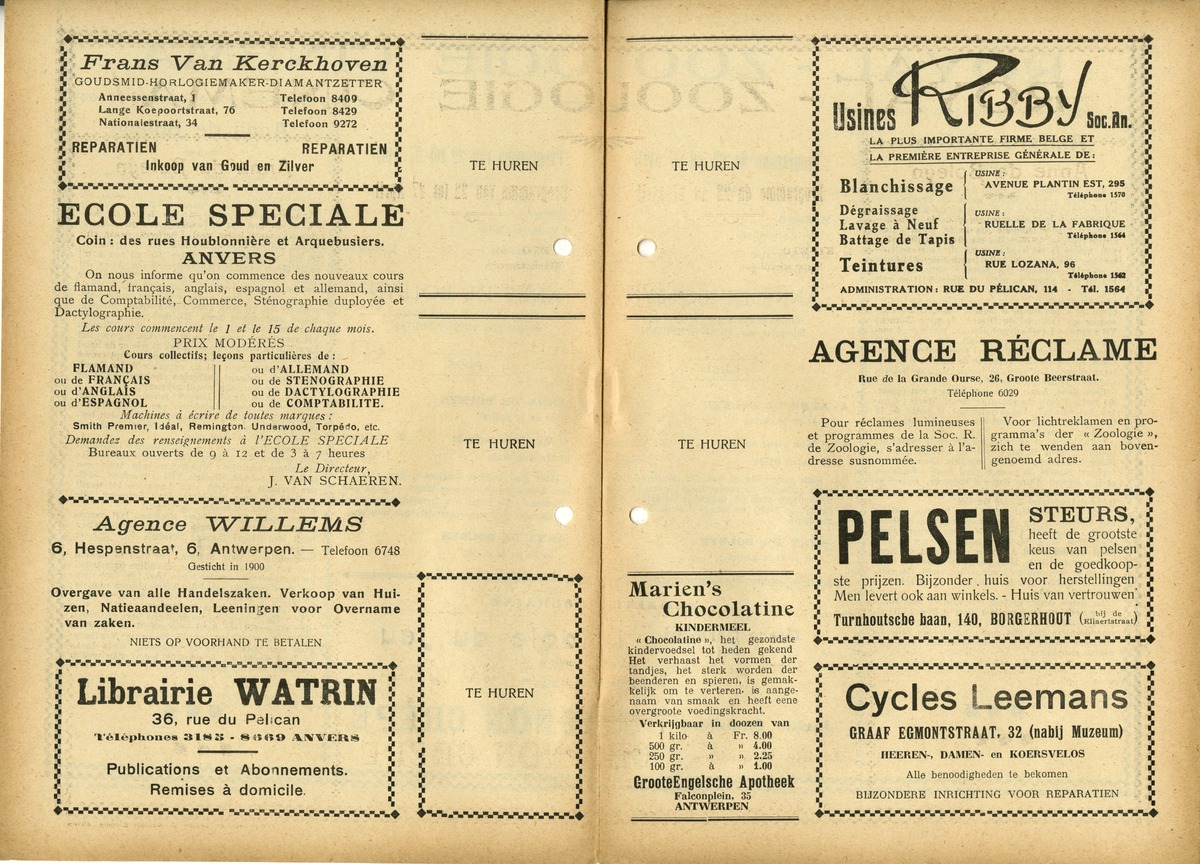 Frans Van Kerckhoven
GOUDSMID-HORLOGIEMAKER-DIAMANTZETTER
Anneessenstraat, 1 Telefoon 8409
Lange Koepoortstraat, 76 Telefoon 8429
Nationalestraat, 34 Telefoon 9272
REPARATIEN REPARATIEN
Inkoop van Goud en Zilver
ECOLE SPECIALE
Coin : des rues Houblonnière et Arquebusiers.
ANVERS
On nous informe qu'on commence des nouveaux cours
de flamand, français, anglais, espagnol et allemand, ainsi
que de Comptabilité, Commerce, Sténographie duployée et
Dactylographie.
Les cours commencent le 1 et le 15 de chaque mois.
PRIX MODÉRÉS
Cours collectifs; leçons particulières de :
FLAMAND ou d'ALLEMAND
ou de FRANÇAIS ou de STENOGRAPHIE
ou d'ANGLAIS ou de DACTYLOGRAPHIE
ou d'ESPAGNOL ou de COMPTABILITE.
Machines à écrire de toutes marques :
Smith Premier, Idéal, Remington, Underwood, Torpédo, etc.
Demandez des renseignements à l'ECOLE SPECIALE
Bureaux ouverts de 9 à 12 et de 3 à 7 heures
Le Directeur,
J. VAN SCHAEREN.
Agence WILLEMS
6, Hespenstraat, 6, Antwerpen. — Telefoon 6748
Gesticht in 1900
Overgave van alle Handelszaken. Verkoop van Hui-
zen, Natieaandeelen, Leeningen voor Overname
van zaken.
NIETS OP VOORHAND TE BETALEN
Librairie WATRIN
36, rue du Pelican
Téléphones 3183 - 8669 ANVERS
Publications et Abonnements.
Remises à domicile.
TE HUREN
TE HUREN
TE HUREN
TE HUREN
TE HUREN
Marien's
Chocolatine
KINDERMEEL
« Chocolatine », het gezondste
kindervoedsel tot heden gekend
Het verhaast het vormen der
tandjes, het sterk worden der
beenderen en spieren, is gemak-
kelijk om te verteren, is aange-
naam van smaak en heeft eene
overgroote voedingskracht.
Verkrijgbaar in doozen van
1 kilo à Fr. 8.00
500 gr. à » 4.00
250 gr. » » 2.25
100 gr. à » 1.00
GrooteEngelsche Apotheek
Falconplein, 35
ANTWERPEN
Usines RIBBY Soc.An.
LA PLUS IMPORTANTE FIRME BELGE ET
LA PREMIÈRE ENTREPRISE GÉNÉRALE DE:
Blanchissage
USINE :
AVENUE PLANTIN EST, 295
Téléphone 1570
Dégraissage
Lavage à Neuf
Battage de Tapis
USINE :
RUELLE DE LA FABRIQUE
Téléphone 1564
Teintures
USINE :
RUE LOZANA, 96
Téléphone 1562
ADMINISTRATION : RUE DU PÉLICAN, 114 - Tél. 1564
AGENCE RÉCLAME
Rue de la Grande Ourse, 26, Groote Beerstraat.
Téléphone 6029
Pour réclames lumineuses
et programmes de la Soc. R.
de Zoologie, s'adresser à l'a-
dresse susnommée.
Voor lichtreklamen en pro-
gramma's der « Zoologie »,
zich te wenden aan boven-
genoemd adres.
PELSEN STEURS,
heeft de grootste
keus van pelsen
en de goedkoop-
ste prijzen. Bijzonder huis voor herstellingen
Men levert ook aan winkels. - Huis van vertrouwen
Turnhoutsche baan, 140, BORGERHOUT (bij de Eliaertstraat)
Cycles Leemans
GRAAF EGMONTSTRAAT, 32 (nabij Muzeum)
HEEREN-, DAMEN- en KOERSVELOS
Alle benoodigheden te bekomen
BIJZONDERE INRICHTING VOOR REPARATIEN